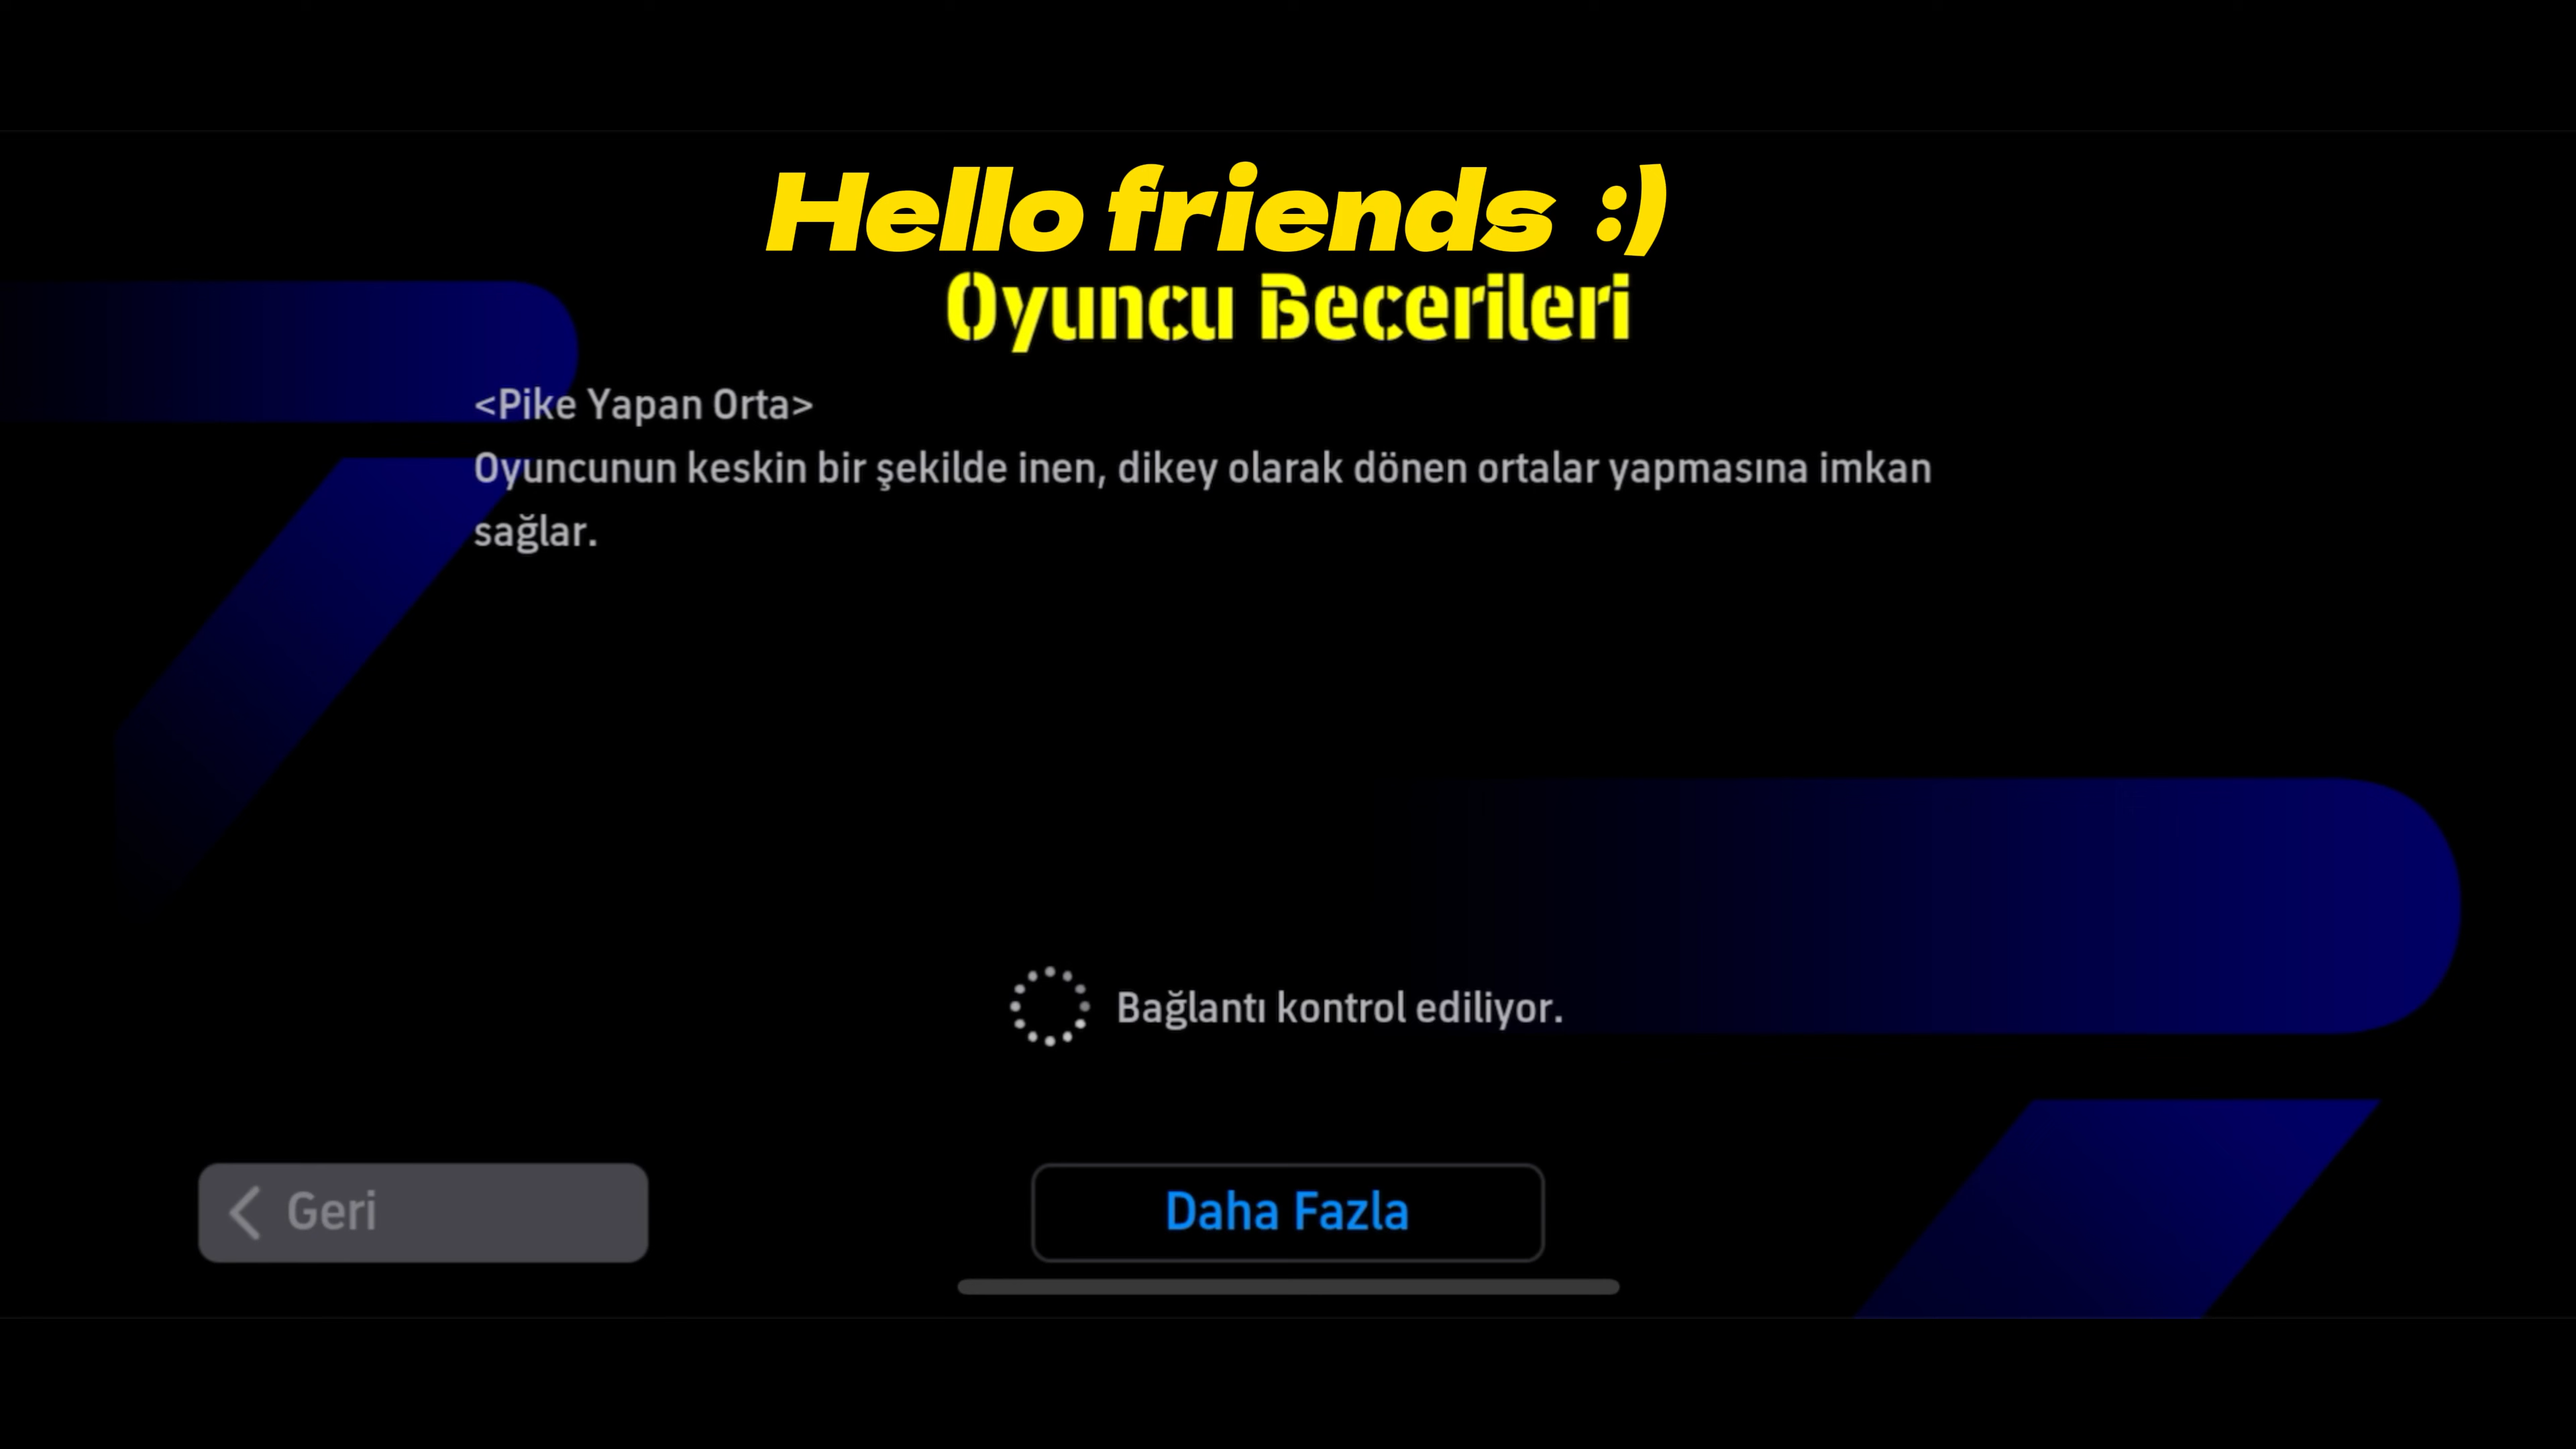 Hello friends :)
Oyuncu Becerileri
<Pike Yapan Orta>
Oyuncunun keskin bir şekilde inen, dikey olarak dönen ortalar yapmasına imkan
sağlar.
Bağlantı kontrol ediliyor.
Geri
Daha Fazla